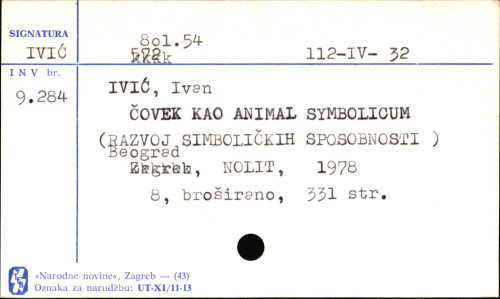 SIGNATURA
IVIĆ
8o1.54
572
112-IV- 32
INV br.
9.284
IVIĆ, Ivan
ČOVEK KAO ANIMAL SYMBOLICUM
(RAZVOJ SIMBOLIČKIH SPOSOBNOSTI )
Beograd
Zagreb, NOLIT, 1978
8, broširano, 331 str.
»Narodne novine«, Zagreb — (43)
Oznaka za narudžbu: UT-XI/11-13